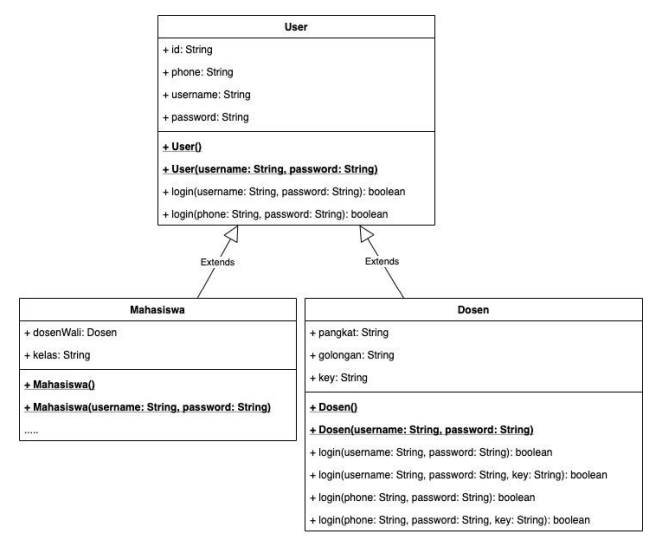 User
+ id: String
+ phone: String
+ username: String
+ password: String
+ User()
+ User(username: String, password: String)
+ login(username: String, password: String): boolean
+ login(phone: String, password: String): boolean
Extends
Extends
Mahasiswa
+ dosenWali: Dosen
+ kelas: String
+ Mahasiswa()
+ Mahasiswa(username: String, password: String)
.....
Dosen
+ pangkat: String
+ golongan: String
+ key: String
+ Dosen()
+ Dosen(username: String, password: String)
+ login(username: String, password: String): boolean
+ login(username: String, password: String, key: String): boolean
+ login(phone: String, password: String): boolean
+ login(phone: String, password: String, key: String): boolean